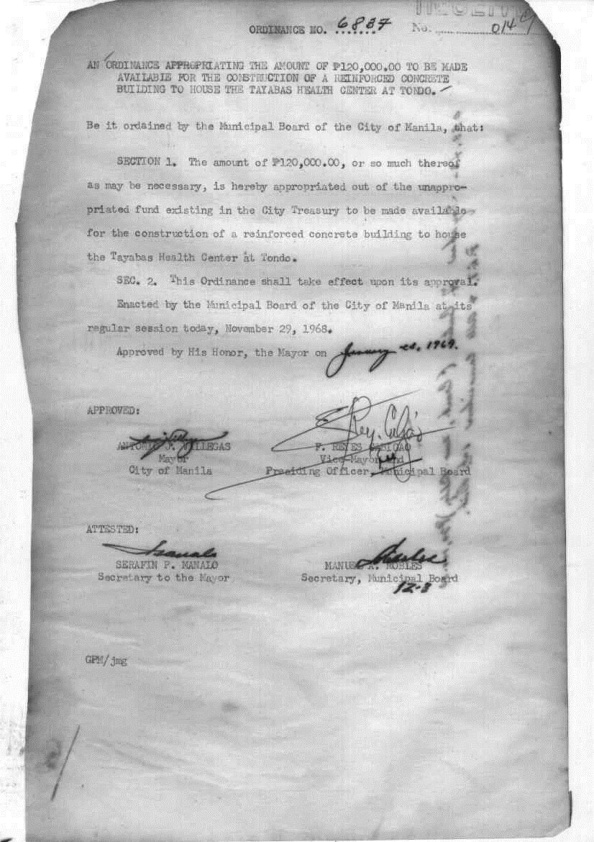 ORDINANCE NO. 6887
No. 014
AN ORDINANCE APPROPRIATING THE AMOUNT OF ₱120,000.00 TO BE MADE
AVAILABLE FOR THE CONSTRUCTION OF A REINFORCED CONCRETE
BUILDING TO HOUSE THE TAYABAS HEALTH CENTER AT TONDO.
Be it ordained by the Municipal Board of the City of Manila, that:
SECTION 1. The amount of ₱120,000.00, or so much thereof
as may be necessary, is hereby appropriated out of the unappro-
priated fund existing in the City Treasury to be made available
for the construction of a reinforced concrete building to house
the Tayabas Health Center at Tondo.
SEC. 2. This Ordinance shall take effect upon its approval.
Enacted by the Municipal Board of the City of Manila at its
regular session today, November 29, 1968.
Approved by His Honor, the Mayor on January 1969.
APPROVED:
ANTONIO J. VILLEGAS F. REYES
Mayor Vice-Mayor and
City of Manila Presiding Officer, Municipal Board
ATTESTED:
SERAFIN P. MANALO MANUEL R. ROBLES
Secretary to the Mayor Secretary, Municipal Board
12-8
GPM/jmg